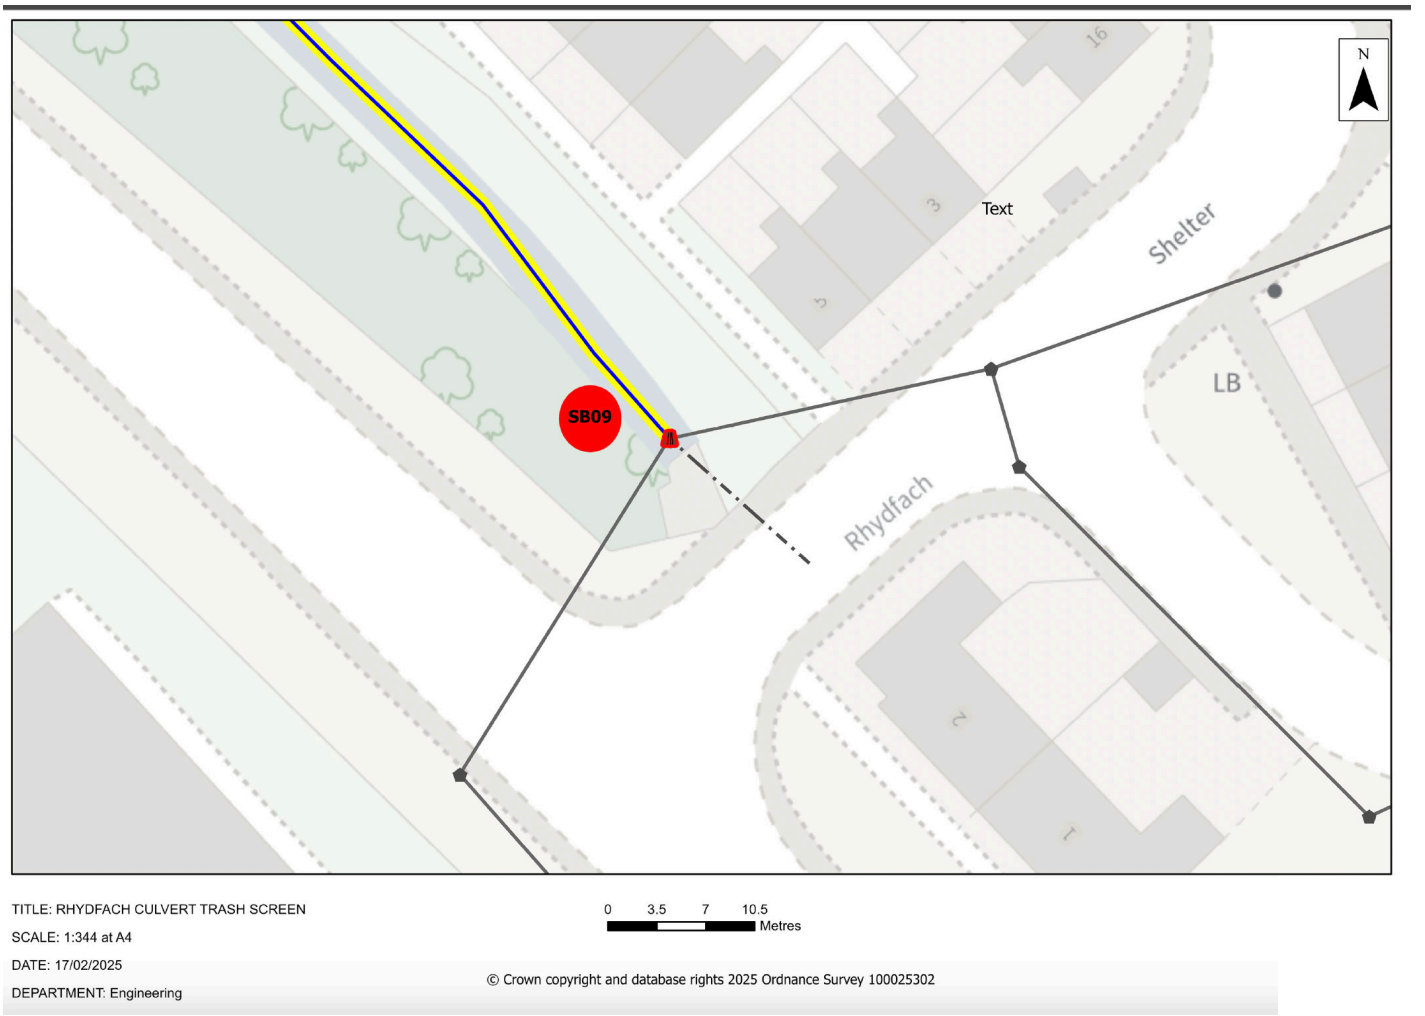 16
N
3
Text
Shelter
5
LB
SB09
Rhydfach
2
1
TITLE: RHYDFACH CULVERT TRASH SCREEN
SCALE: 1:344 at A4
DATE: 17/02/2025
DEPARTMENT: Engineering
0 3.5 7 10.5
Metres
© Crown copyright and database rights 2025 Ordnance Survey 100025302